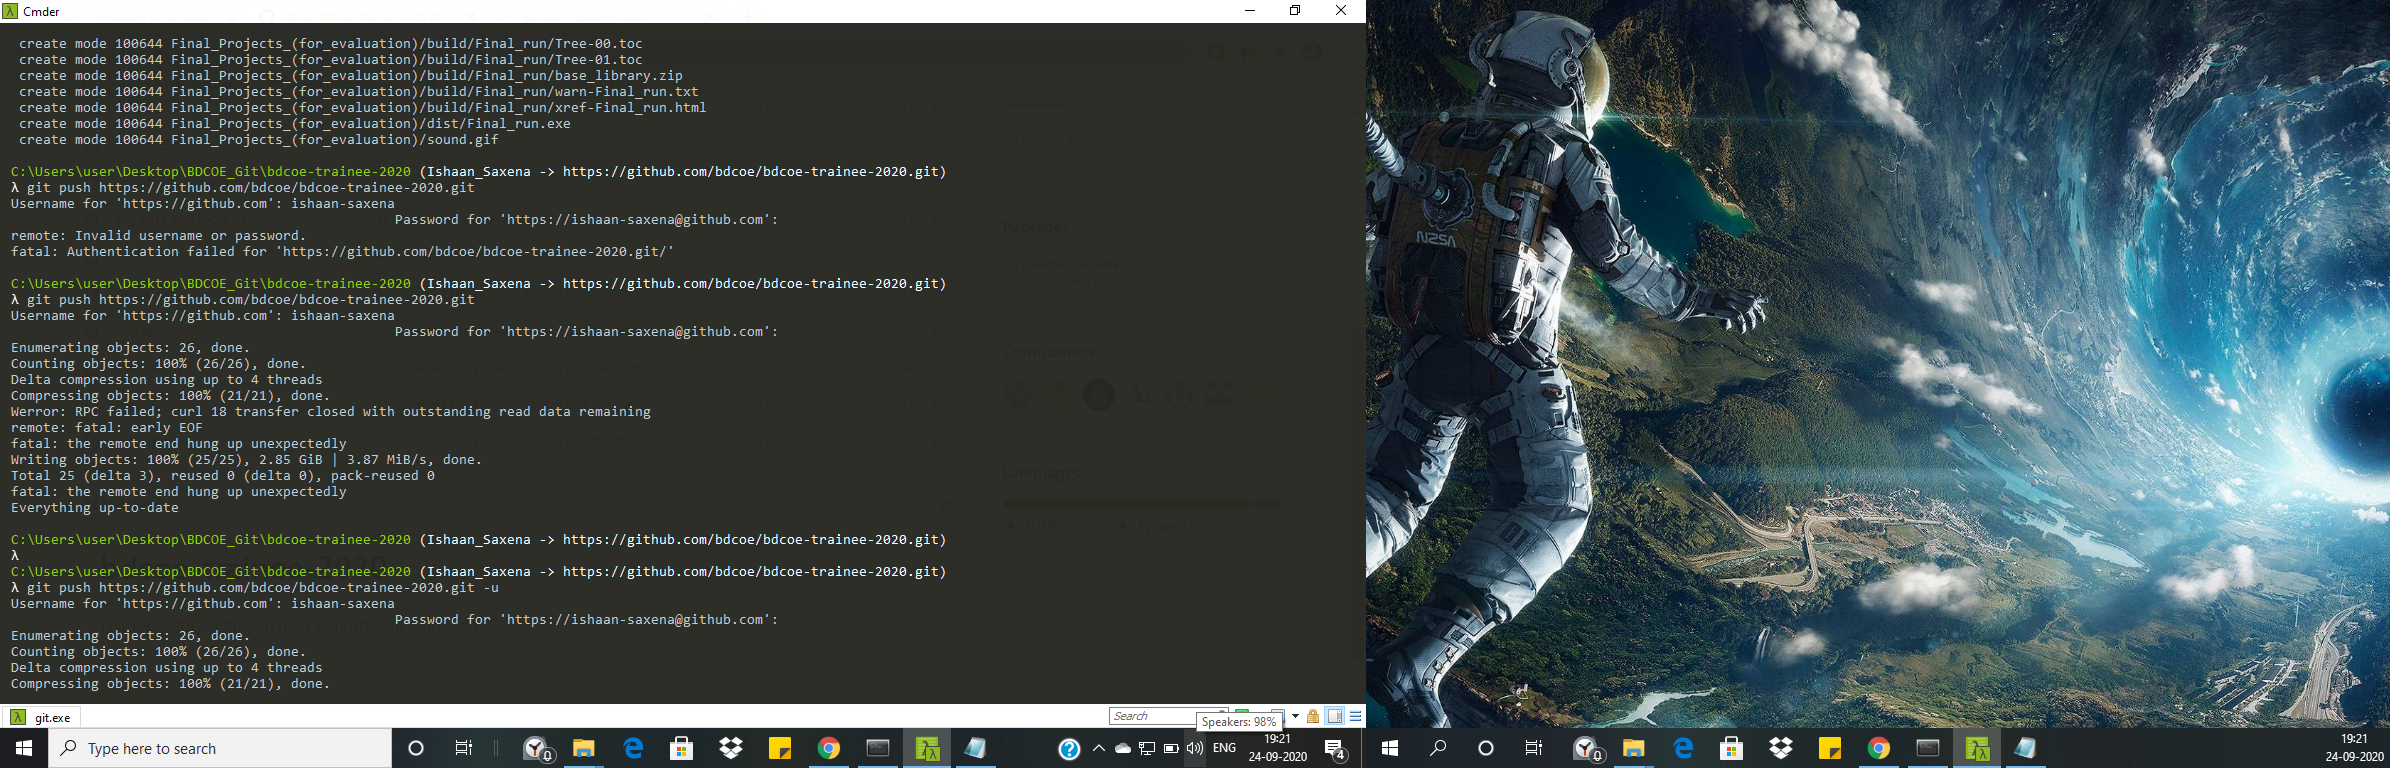 Cmder
create mode 100644 Final_Projects_(for_evaluation)/build/Final_run/Tree-00.toc
create mode 100644 Final_Projects_(for_evaluation)/build/Final_run/Tree-01.toc
create mode 100644 Final_Projects_(for_evaluation)/build/Final_run/base_library.zip
create mode 100644 Final_Projects_(for_evaluation)/build/Final_run/warn-Final_run.txt
create mode 100644 Final_Projects_(for_evaluation)/build/Final_run/xref-Final_run.html
create mode 100644 Final_Projects_(for_evaluation)/dist/Final_run.exe
create mode 100644 Final_Projects_(for_evaluation)/sound.gif
C:\Users\user\Desktop\BDCOE_Git\bdcoe-trainee-2020 (Ishaan_Saxena -> https://github.com/bdcoe/bdcoe-trainee-2020.git)
λ git push https://github.com/bdcoe/bdcoe-trainee-2020.git
Username for 'https://github.com': ishaan-saxena
Password for 'https://ishaan-saxena@github.com':
remote: Invalid username or password.
fatal: Authentication failed for 'https://github.com/bdcoe/bdcoe-trainee-2020.git/'
C:\Users\user\Desktop\BDCOE_Git\bdcoe-trainee-2020 (Ishaan_Saxena -> https://github.com/bdcoe/bdcoe-trainee-2020.git)
λ git push https://github.com/bdcoe/bdcoe-trainee-2020.git
Username for 'https://github.com': ishaan-saxena
Password for 'https://ishaan-saxena@github.com':
Enumerating objects: 26, done.
Counting objects: 100% (26/26), done.
Delta compression using up to 4 threads
Compressing objects: 100% (21/21), done.
Werror: RPC failed; curl 18 transfer closed with outstanding read data remaining
remote: fatal: early EOF
fatal: the remote end hung up unexpectedly
Writing objects: 100% (25/25), 2.85 GiB | 3.87 MiB/s, done.
Total 25 (delta 3), reused 0 (delta 0), pack-reused 0
fatal: the remote end hung up unexpectedly
Everything up-to-date
C:\Users\user\Desktop\BDCOE_Git\bdcoe-trainee-2020 (Ishaan_Saxena -> https://github.com/bdcoe/bdcoe-trainee-2020.git)
λ
C:\Users\user\Desktop\BDCOE_Git\bdcoe-trainee-2020 (Ishaan_Saxena -> https://github.com/bdcoe/bdcoe-trainee-2020.git)
λ git push https://github.com/bdcoe/bdcoe-trainee-2020.git -u
Username for 'https://github.com': ishaan-saxena
Password for 'https://ishaan-saxena@github.com':
Enumerating objects: 26, done.
Counting objects: 100% (26/26), done.
Delta compression using up to 4 threads
Compressing objects: 100% (21/21), done.
Packages
Contributors
Languages
git.exe
Search
Speakers: 98%
Type here to search
0
ENG
19:21
24-09-2020
4
0
19:21
24-09-2020